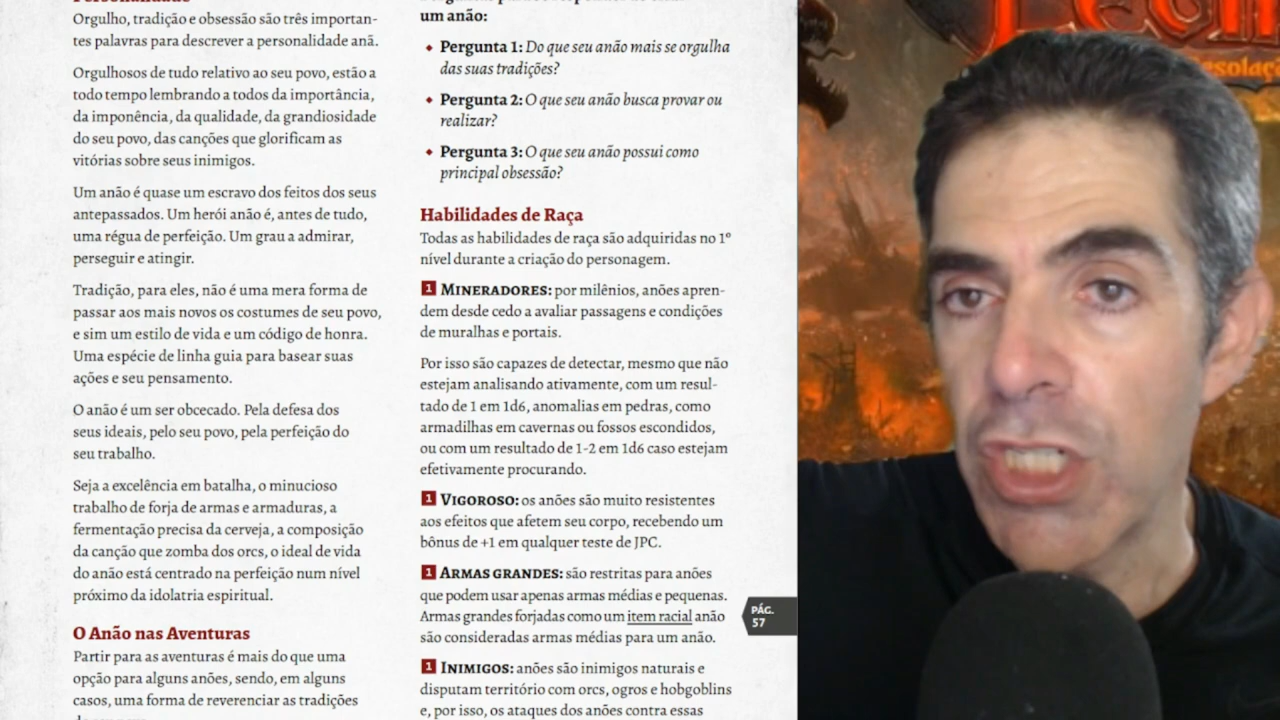 Personalidade
Orgulho, tradição e obsessão são três importan-
tes palavras para descrever a personalidade anã.
Orgulhosos de tudo relativo ao seu povo, estão a
todo tempo lembrando a todos da importância,
da imponência, da qualidade, da grandiosidade
do seu povo, das canções que glorificam as
vitórias sobre seus inimigos.
Um anão é quase um escravo dos feitos dos seus
antepassados. Um herói anão é, antes de tudo,
uma régua de perfeição. Um grau a admirar,
perseguir e atingir.
Tradição, para eles, não é uma mera forma de
passar aos mais novos os costumes de seu povo,
e sim um estilo de vida e um código de honra.
Uma espécie de linha guia para basear suas
ações e seu pensamento.
O anão é um ser obcecado. Pela defesa dos
seus ideais, pelo seu povo, pela perfeição do
seu trabalho.
Seja a excelência em batalha, o minucioso
trabalho de forja de armas e armaduras, a
fermentação precisa da cerveja, a composição
da canção que zomba dos orcs, o ideal de vida
do anão está centrado na perfeição num nível
próximo da idolatria espiritual.
O Anão nas Aventuras
Partir para as aventuras é mais do que uma
opção para alguns anões, sendo, em alguns
casos, uma forma de reverenciar as tradições
um anão:
♦ Pergunta 1: Do que seu anão mais se orgulha
das suas tradições?
♦ Pergunta 2: O que seu anão busca provar ou
realizar?
♦ Pergunta 3: O que seu anão possui como
principal obsessão?
Habilidades de Raça
Todas as habilidades de raça são adquiridas no 1º
nível durante a criação do personagem.
1 MINERADORES: por milênios, anões apren-
dem desde cedo a avaliar passagens e condições
de muralhas e portais.
Por isso são capazes de detectar, mesmo que não
estejam analisando ativamente, com um resul-
tado de 1 em 1d6, anomalias em pedras, como
armadilhas em cavernas ou fossos escondidos,
ou com um resultado de 1-2 em 1d6 caso estejam
efetivamente procurando.
1 VIGOROSO: os anões são muito resistentes
aos efeitos que afetem seu corpo, recebendo um
bônus de +1 em qualquer teste de JPC.
1 ARMAS GRANDES: são restritas para anões
que podem usar apenas armas médias e pequenas.
Armas grandes forjadas como um item racial anão
são consideradas armas médias para um anão.
1 INIMIGOS: anões são inimigos naturais e
disputam território com orcs, ogros e hobgoblins
e, por isso, os ataques dos anões contra essas
PÁG.
57